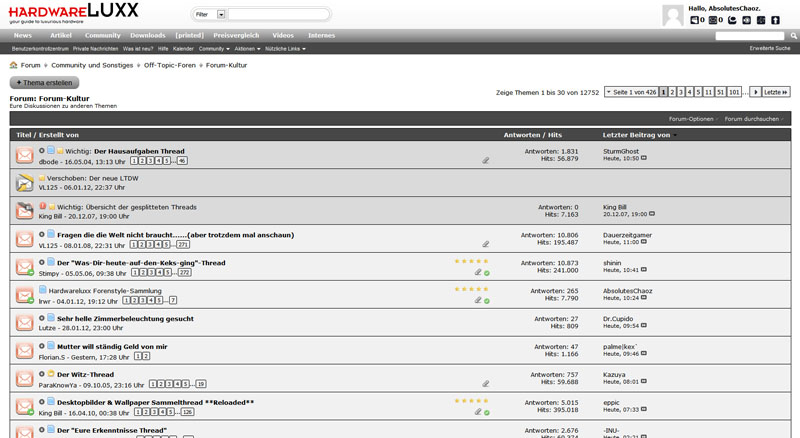 HARDWARELUXX
your guide to luxurious hardware
Filter
Hallo, AbsolutesChaoz.
0 0
News Artikel Community Downloads [printed] Preisvergleich Videos Internes
Benutzerkontrollzentrum Private Nachrichten Was ist neu? Hilfe Kalender Community Aktionen Nützliche Links Erweiterte Suche
Forum Community und Sonstiges Off-Topic-Foren Forum-Kultur
+ Thema erstellen
Zeige Themen 1 bis 30 von 12752 Seite 1 von 426 1 2 3 4 5 11 51 101 ... Letzte
Forum: Forum-Kultur
Eure Diskussionen zu anderen Themen
Forum-Optionen Forum durchsuchen
Titel / Erstellt von Antworten / Hits Letzter Beitrag von
Wichtig: Der Hausaufgaben Thread Antworten: 1.831 SturmGhost
dbode - 16.05.04, 13:13 Uhr 1 2 3 4 5 ... 46 Hits: 56.879 Heute, 10:50
Verschoben: Der neue LTDW
VL125 - 06.01.12, 22:37 Uhr
Wichtig: Übersicht der gesplitteten Threads Antworten: 0 King Bill
King Bill - 20.12.07, 19:00 Uhr Hits: 7.163 20.12.07, 19:00
Fragen die die Welt nicht braucht......(aber trotzdem mal anschaun) Antworten: 10.806 Dauerzeitgamer
VL125 - 08.01.08, 22:31 Uhr 1 2 3 4 5 ... 271 Hits: 195.487 Heute, 11:00
Der "Was-Dir-heute-auf-den-Keks-ging"-Thread Antworten: 10.873 shinin
Stimpy - 05.05.06, 09:38 Uhr 1 2 3 4 5 ... 272 Hits: 241.000 Heute, 10:41
Hardwareluxx Forenstyle-Sammlung Antworten: 265 AbsolutesChaoz
lrwr - 04.01.12, 19:12 Uhr 1 2 3 4 5 ... 7 Hits: 7.790 Heute, 10:24
Sehr helle Zimmerbeleuchtung gesucht Antworten: 27 Dr.Cupido
Lutze - 28.01.12, 23:00 Uhr Hits: 809 Heute, 09:54
Mutter will ständig Geld von mir Antworten: 47 palme|kex`
Florian.S - Gestern, 17:28 Uhr 1 2 Hits: 1.166 Heute, 09:46
Der Witz-Thread Antworten: 757 Kazuya
ParaKnowYa - 09.10.05, 23:16 Uhr 1 2 3 4 5 ... 19 Hits: 59.688 Heute, 08:01
Desktopbilder & Wallpaper Sammelthread **Reloaded** Antworten: 5.015 eppic
King Bill - 16.04.10, 00:38 Uhr 1 2 3 4 5 ... 126 Hits: 395.018 Heute, 07:33
Der "Eure Erkenntnisse Thread" Antworten: 2.676 -INU-